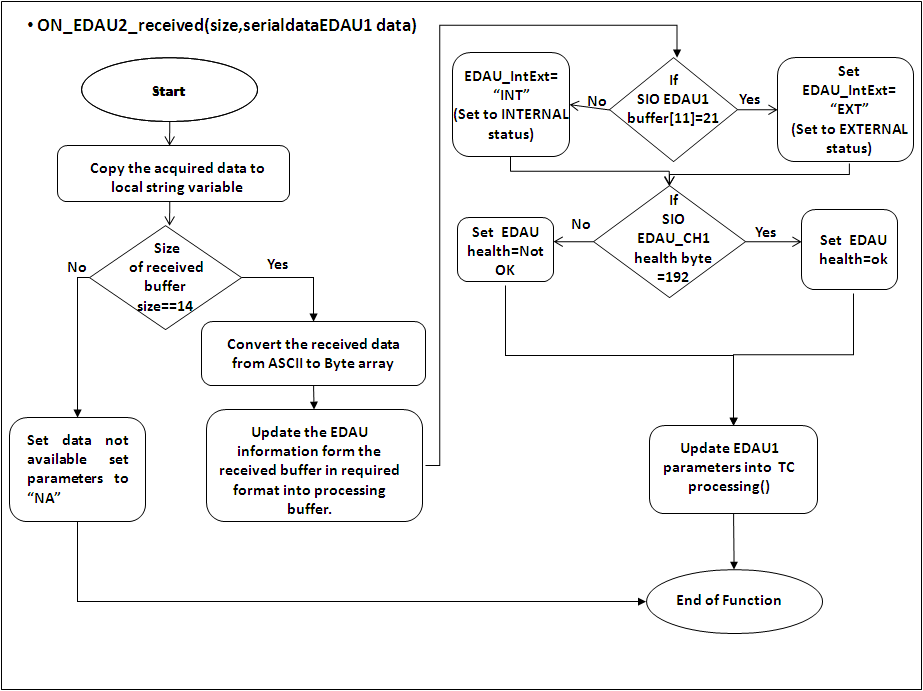 • ON_EDAU2_received(size,serialdataEDAU1 data)
Start
Copy the acquired data to
local string variable
Size
of received
buffer
size==14
No
Yes
Convert the received data
from ASCII to Byte array
Set data not
available set
parameters to
“NA”
Update the EDAU
information form the
received buffer in required
format into processing
buffer.
If
SIO EDAU1
buffer[11]=21
No
Yes
EDAU_IntExt=
“INT”
(Set to INTERNAL
status)
Set
EDAU_IntExt=
“EXT”
(Set to EXTERNAL
status)
If
SIO
EDAU_CH1
health byte
=192
No
Yes
Set EDAU
health=Not
OK
Set EDAU
health=ok
Update EDAU1
parameters into TC
processing()
End of Function